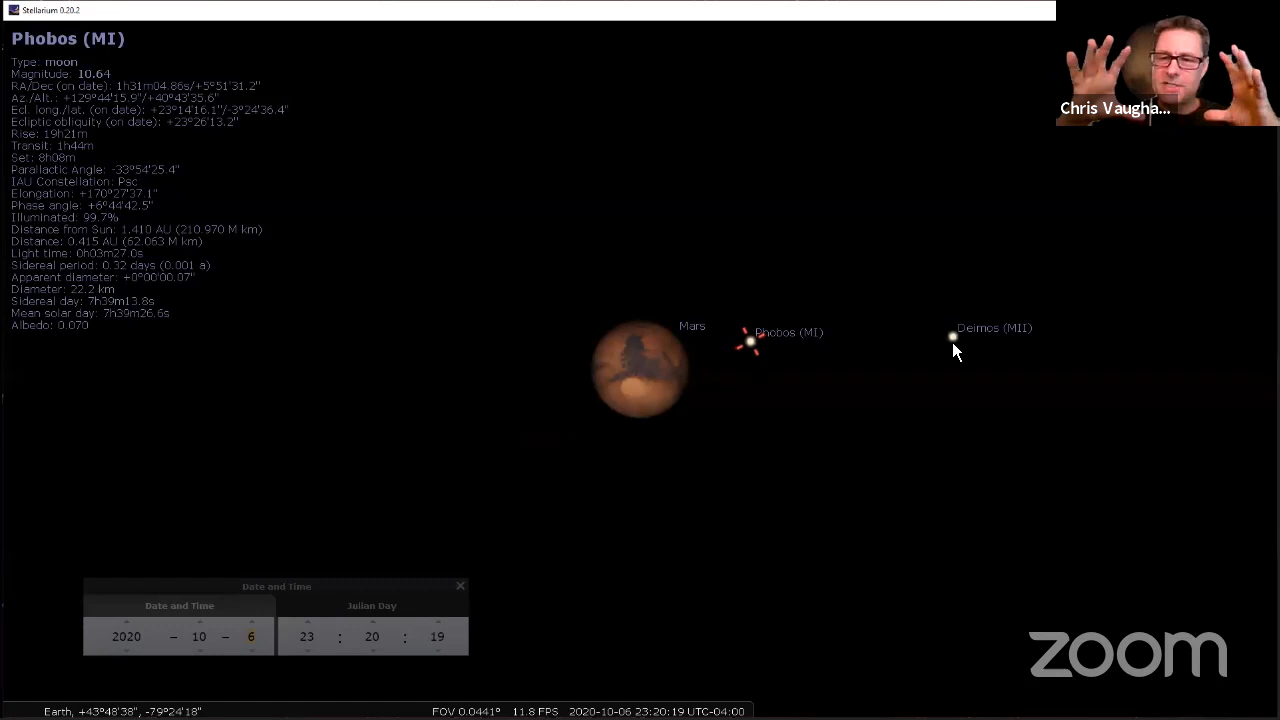 Stellarium 0.20.2
Phobos (MI)
Type: moon
Magnitude: 10.64
RA/Dec (on date): 1h31m04.86s/+5°51'31.2"
Az./Alt.: +129°44'15.9"/+40°43'35.6"
Ecl. long./lat. (on date): +23°14'16.1"/-3°24'36.4"
Ecliptic obliquity (on date): +23°26'13.2"
Rise: 19h21m
Transit: 1h44m
Set: 8h08m
Parallactic Angle: -33°54'25.4"
IAU Constellation: Psc
Elongation: +170°27'37.1"
Phase angle: +6°44'42.5"
Illuminated: 99.7%
Distance from Sun: 1.410 AU (210.970 M km)
Distance: 0.415 AU (62.063 M km)
Light time: 0h03m27.0s
Sidereal period: 0.32 days (0.001 a)
Apparent diameter: +0°00'00.07"
Diameter: 22.2 km
Sidereal day: 7h39m13.8s
Mean solar day: 7h39m26.6s
Albedo: 0.070
Chris Vaugha...
Mars
Phobos (MI)
Deimos (MII)
Date and Time
Date and Time Julian Day
2020 - 10 - 6 23 : 20 : 19
zoom
Earth, +43°48'38", -79°24'18" FOV 0.0441° 11.8 FPS 2020-10-06 23:20:19 UTC-04:00